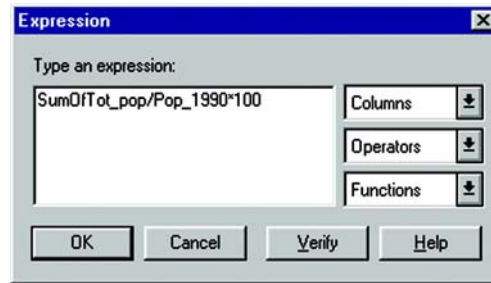 Expression
Type an expression:
SumOfTot_pop/Pop_1990*100
Columns
Operators
Functions
OK Cancel Verify Help